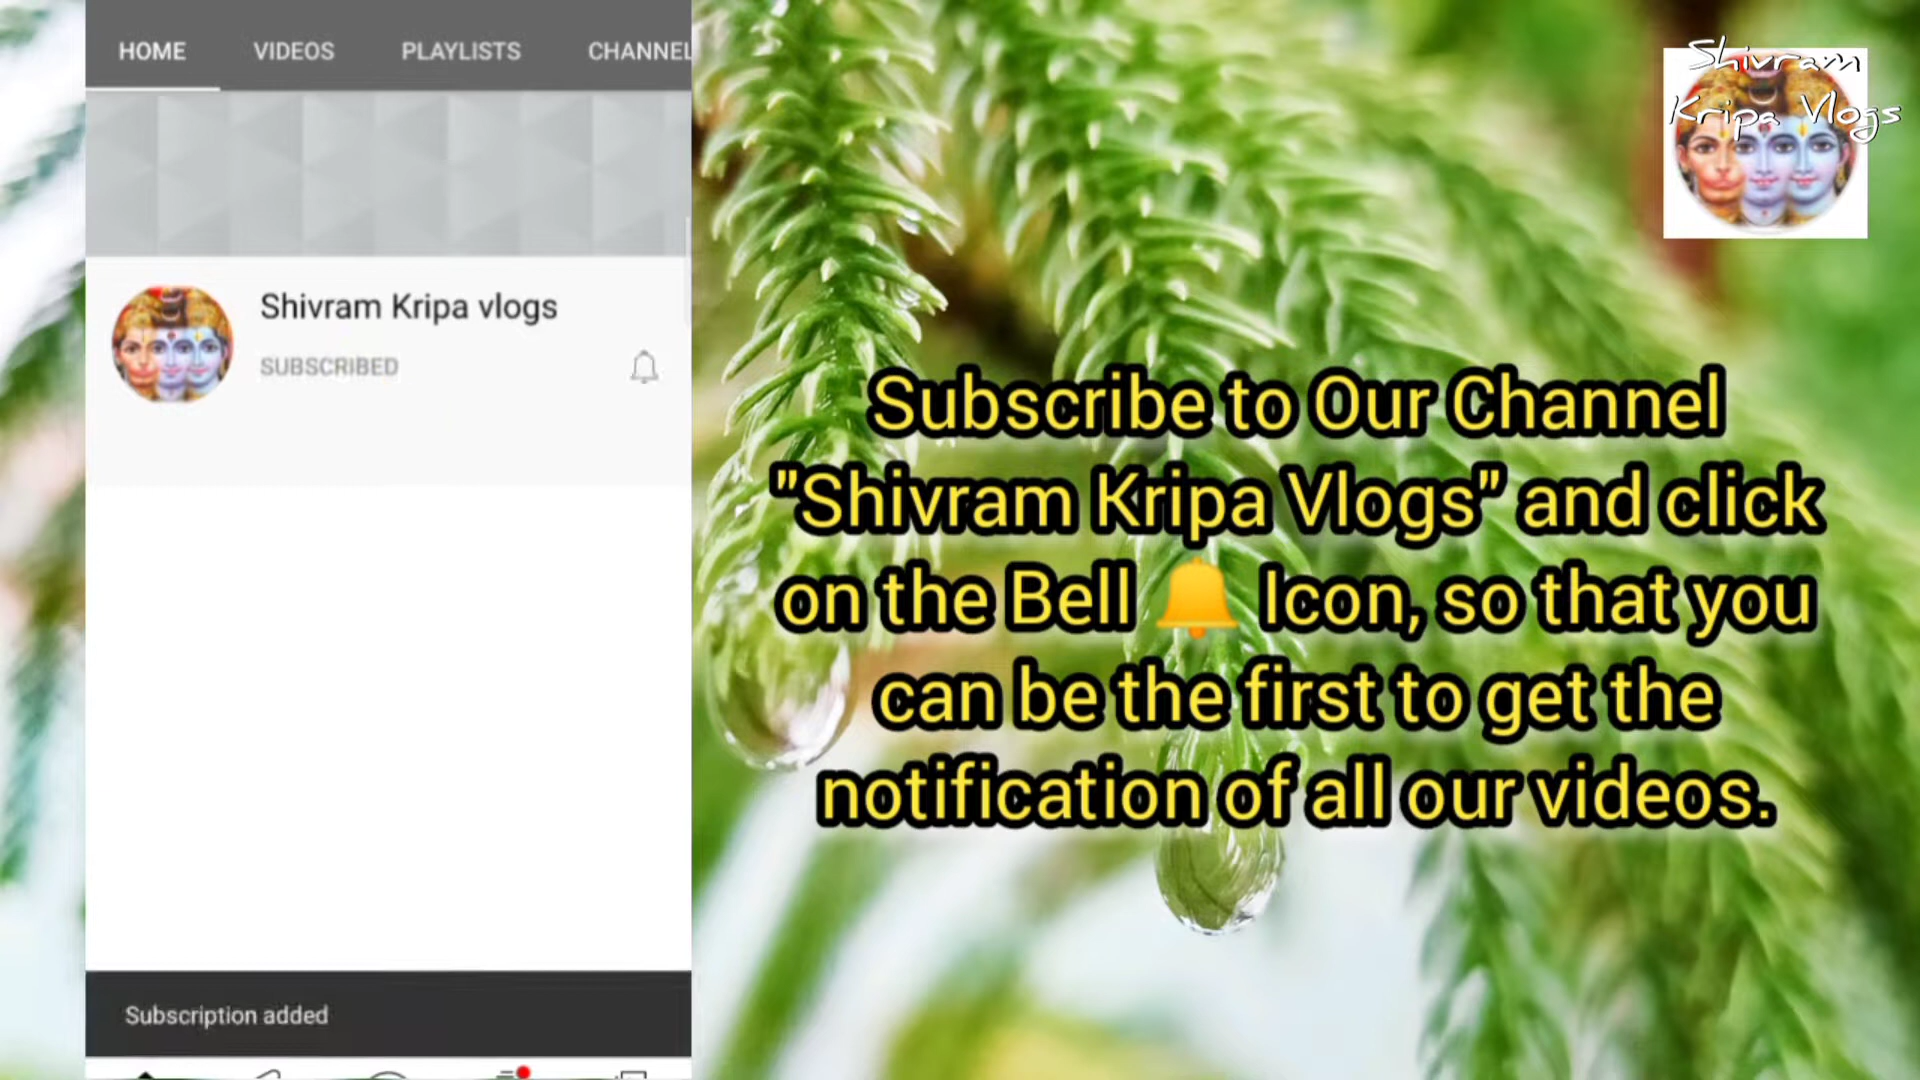 HOME VIDEOS PLAYLISTS CHANNEL
Shivram Kripa vlogs
SUBSCRIBED
Subscription added
Shivram
Kripa Vlogs
Subscribe to Our Channel
"Shivram Kripa Vlogs" and click
on the Bell 🔔 Icon, so that you
can be the first to get the
notification of all our videos.